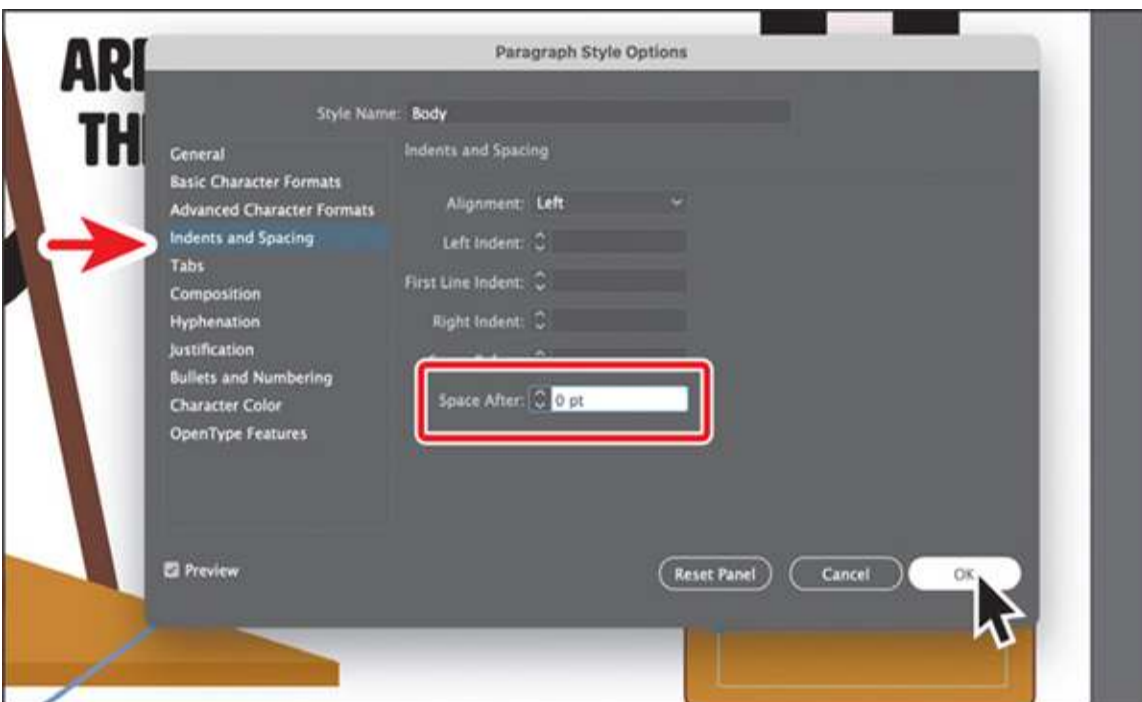 ARE
TH
Paragraph Style Options
Style Name: Body
General
Basic Character Formats
Advanced Character Formats
Indents and Spacing
Tabs
Composition
Hyphenation
Justification
Bullets and Numbering
Character Color
OpenType Features
Indents and Spacing
Alignment: Left
Left Indent:
First Line Indent:
Right Indent:
Space After: 0 pt
Preview
Reset Panel
Cancel
OK